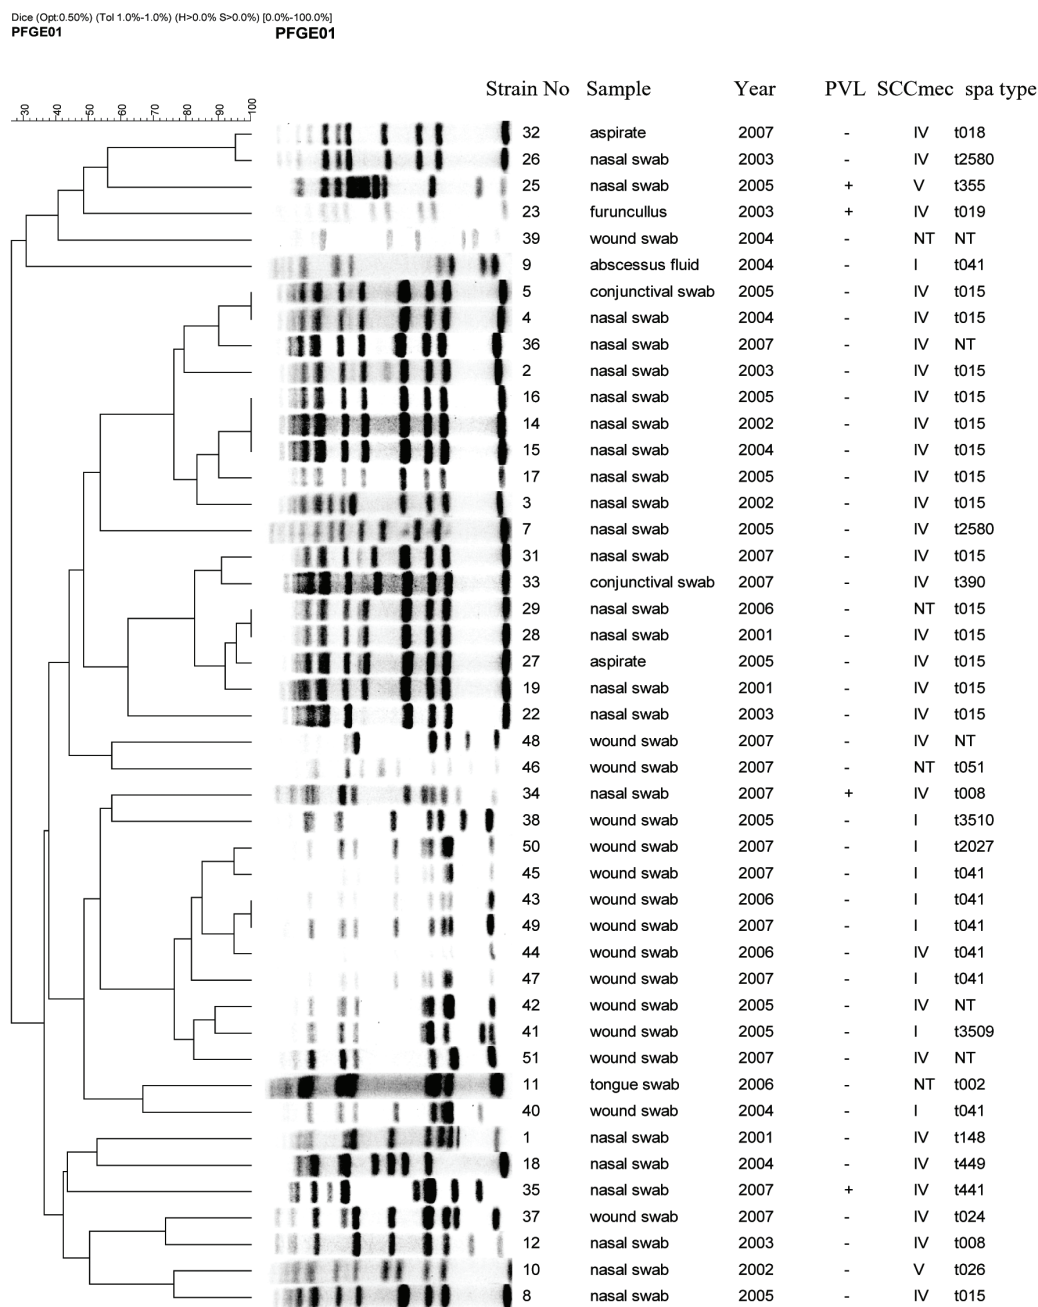 Dice (Opt:0.50%) (Tol 1.0%-1.0%) (H>0.0% S>0.0%) [0.0%-100.0%]
PFGE01 PFGE01
Strain No Sample Year PVL SCCmec spa type
30 40 50 60 70 80 90 100
32 aspirate 2007 - IV t018
26 nasal swab 2003 - IV t2580
25 nasal swab 2005 + V t355
23 furuncullus 2003 + IV t019
39 wound swab 2004 - NT NT
9 abscessus fluid 2004 - I t041
5 conjunctival swab 2005 - IV t015
4 nasal swab 2004 - IV t015
36 nasal swab 2007 - IV NT
2 nasal swab 2003 - IV t015
16 nasal swab 2005 - IV t015
14 nasal swab 2002 - IV t015
15 nasal swab 2004 - IV t015
17 nasal swab 2005 - IV t015
3 nasal swab 2002 - IV t015
7 nasal swab 2005 - IV t2580
31 nasal swab 2007 - IV t015
33 conjunctival swab 2007 - IV t390
29 nasal swab 2006 - NT t015
28 nasal swab 2001 - IV t015
27 aspirate 2005 - IV t015
19 nasal swab 2001 - IV t015
22 nasal swab 2003 - IV t015
48 wound swab 2007 - IV NT
46 wound swab 2007 - NT t051
34 nasal swab 2007 + IV t008
38 wound swab 2005 - I t3510
50 wound swab 2007 - I t2027
45 wound swab 2007 - I t041
43 wound swab 2006 - I t041
49 wound swab 2007 - I t041
44 wound swab 2006 - IV t041
47 wound swab 2007 - I t041
42 wound swab 2005 - IV NT
41 wound swab 2005 - I t3509
51 wound swab 2007 - IV NT
11 tongue swab 2006 - NT t002
40 wound swab 2004 - I t041
1 nasal swab 2001 - IV t148
18 nasal swab 2004 - IV t449
35 nasal swab 2007 + IV t441
37 wound swab 2007 - IV t024
12 nasal swab 2003 - IV t008
10 nasal swab 2002 - V t026
8 nasal swab 2005 - IV t015